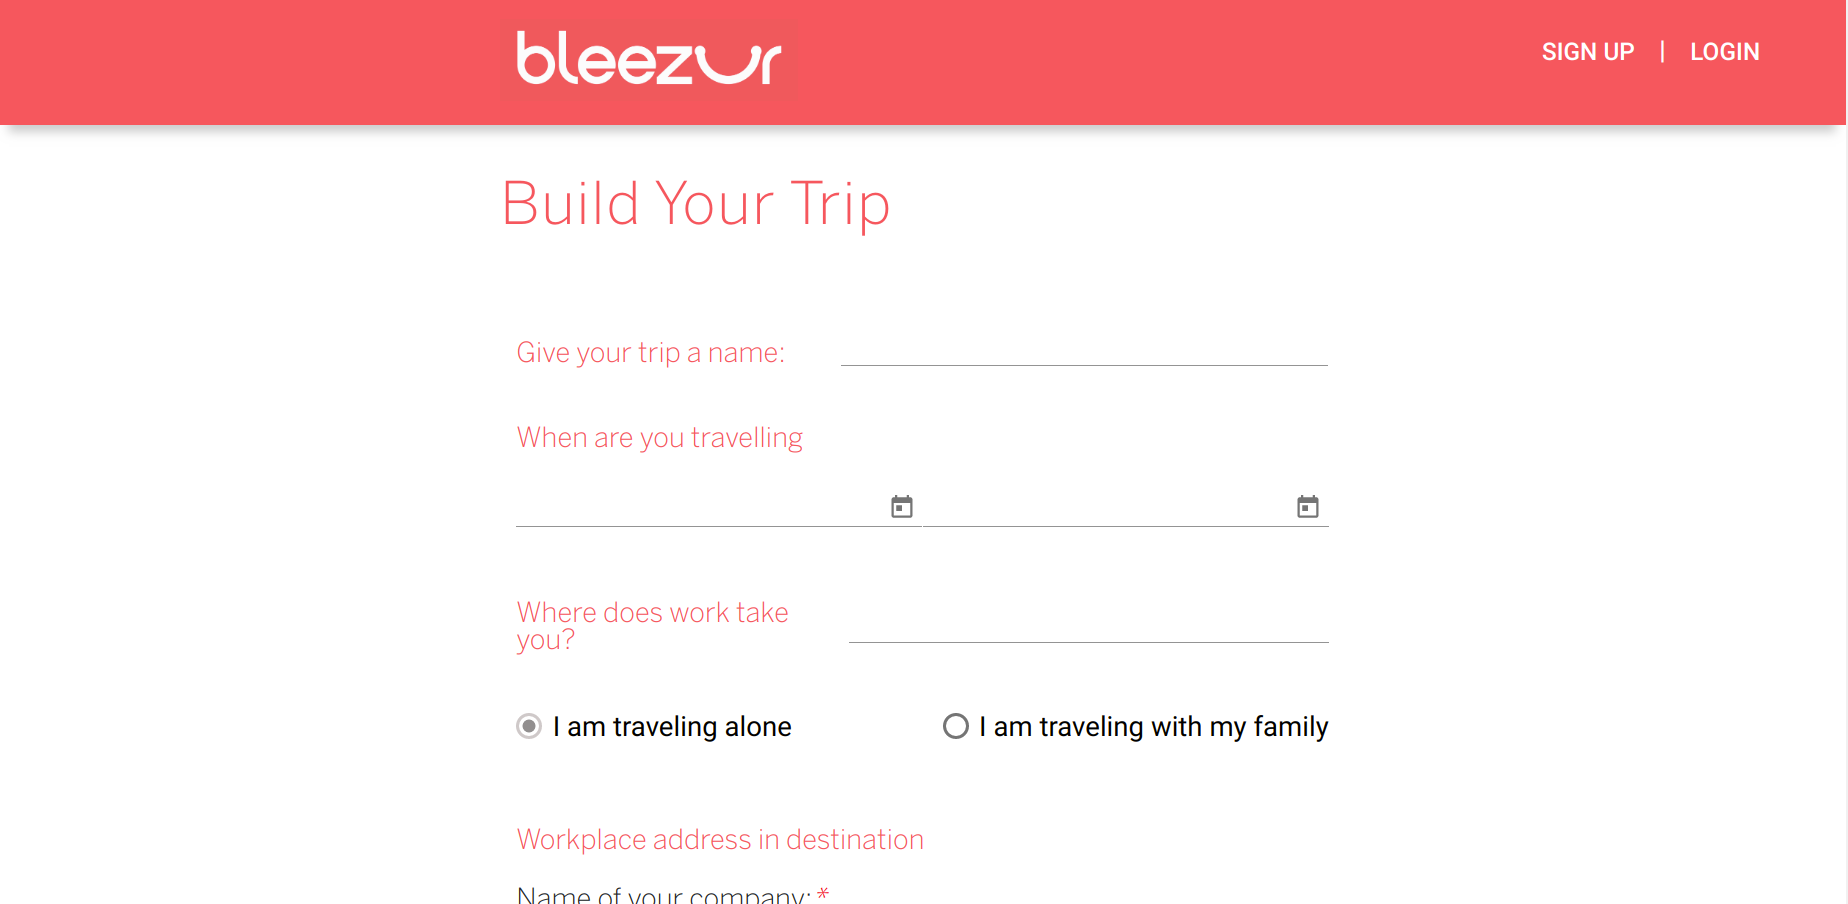 bleezur
SIGN UP | LOGIN
Build Your Trip
Give your trip a name:
When are you travelling
Where does work take
you?
I am traveling alone
I am traveling with my family
Workplace address in destination
Name of your company: *